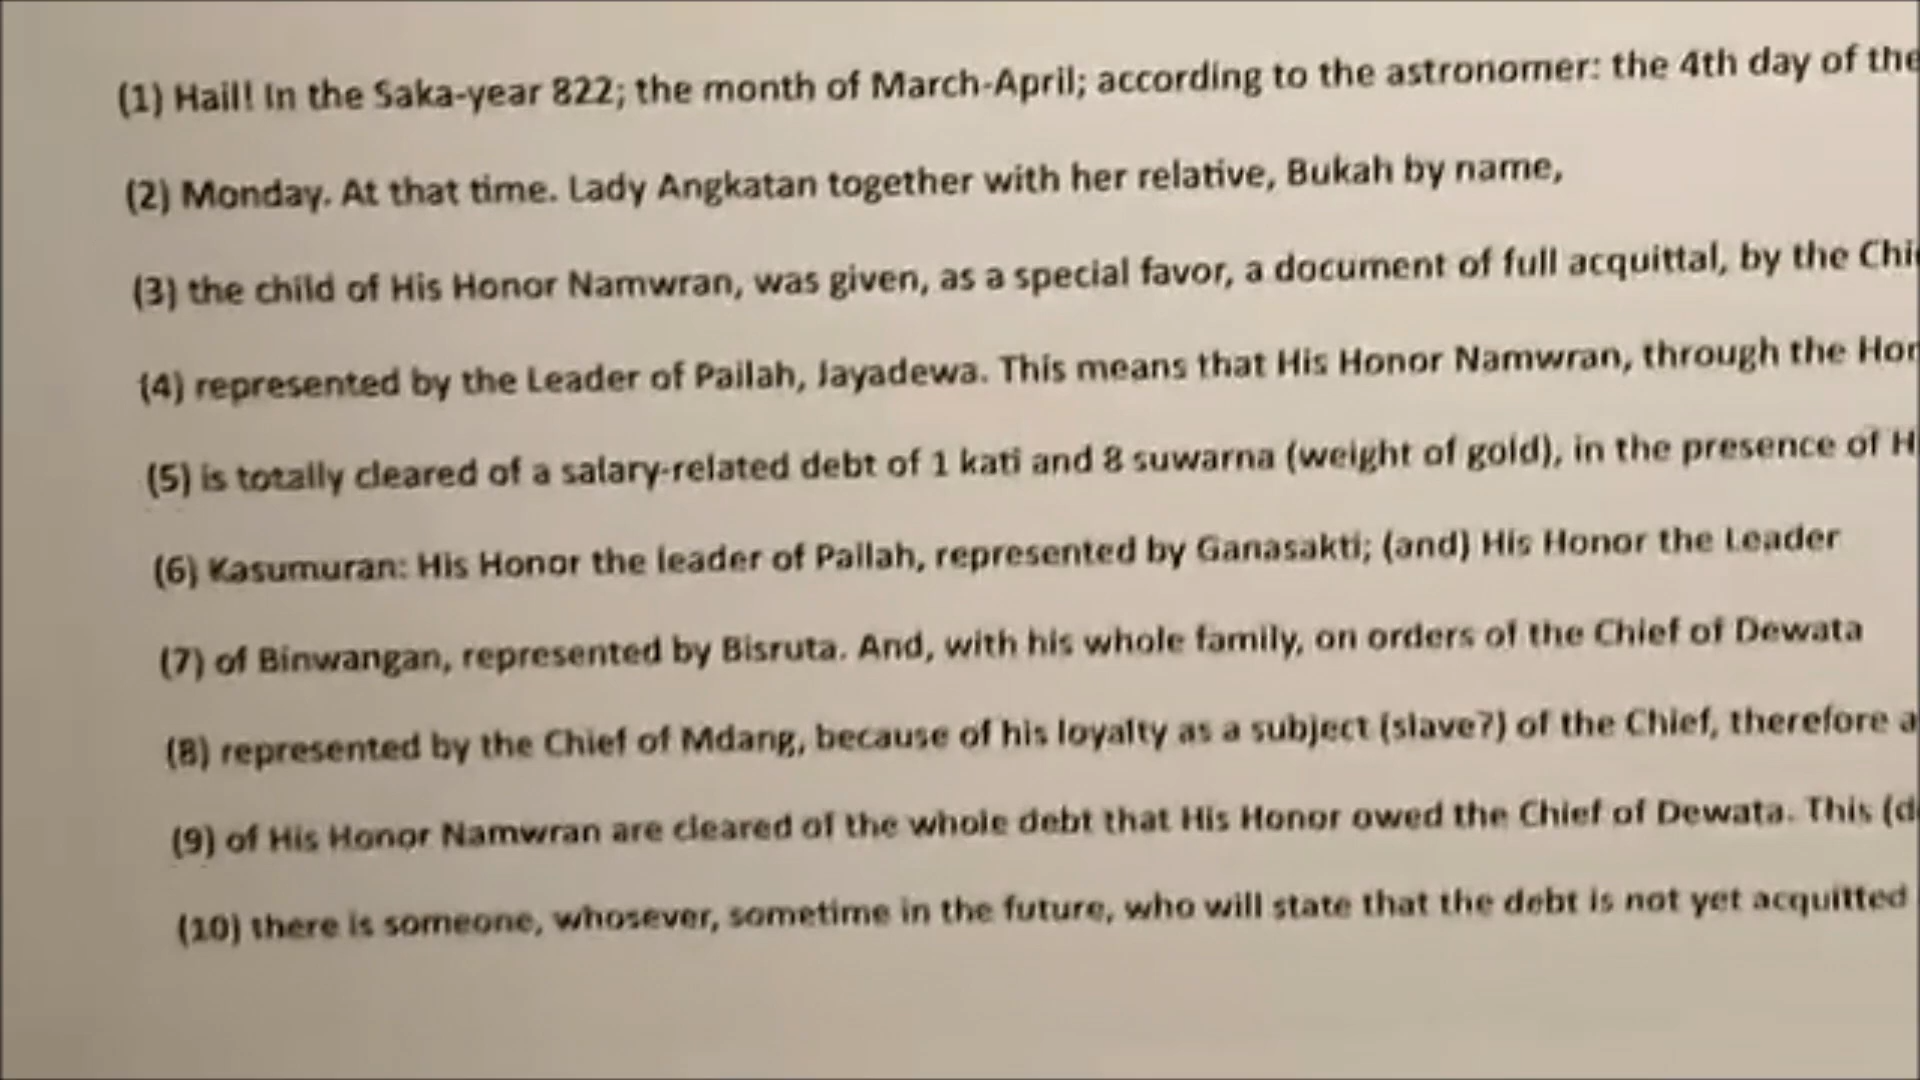 (1) Hail! In the Saka-year 822; the month of March-April; according to the astronomer: the 4th day of the
(2) Monday. At that time. Lady Angkatan together with her relative, Bukah by name,
(3) the child of His Honor Namwran, was given, as a special favor, a document of full acquittal, by the
(4) represented by the Leader of Pailah, Jayadewa. This means that His Honor Namwran, through the
(5) is totally cleared of a salary-related debt of 1 kati and 8 suwarna (weight of gold), in the presence of
(6) Kasumuran: His Honor the leader of Pailah, represented by Ganasakti; (and) His Honor the Leader
(7) of Binwangan, represented by Bisruta. And, with his whole family, on orders of the Chief of Dewata
(8) represented by the Chief of Mdang, because of his loyalty as a subject (slave?) of the Chief, therefore
(9) of His Honor Namwran are cleared of the whole debt that His Honor owed the Chief of Dewata. This
(10) there is someone, whosever, sometime in the future, who will state that the debt is not yet acquitted